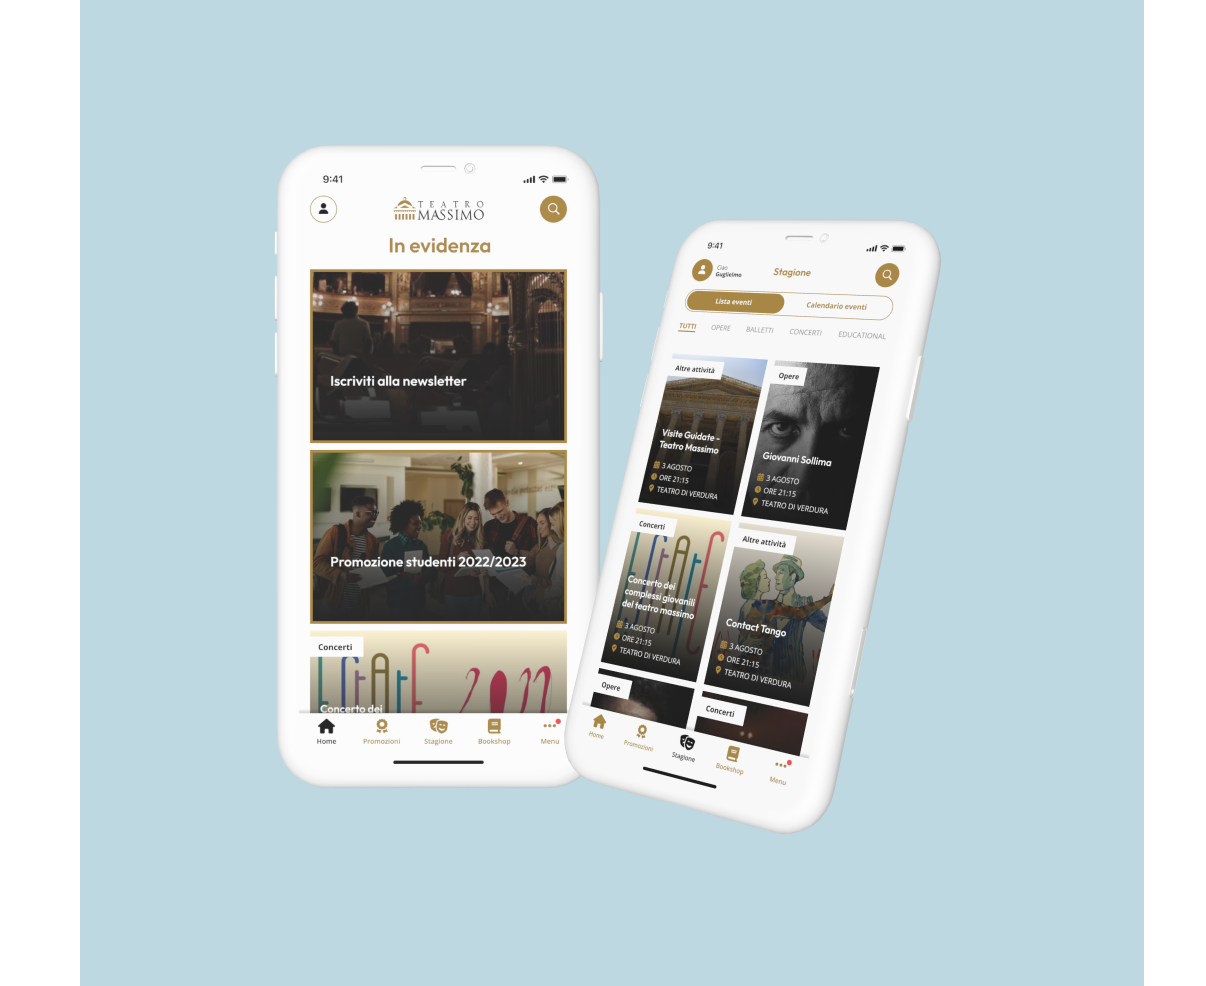 9:41
TEATRO
MASSIMO
In evidenza
Iscriviti alla newsletter
Promozione studenti 2022/2023
Concerti
ESTATE 2022
Concerto dei
Home
Promozioni
Stagione
Bookshop
Menu
9:41
Ciao
Guglielmo
Stagione
Lista eventi
Calendario eventi
TUTTI
OPERE
BALLETTI
CONCERTI
EDUCATIONAL
Altre attività
Visite Guidate -
Teatro Massimo
3 AGOSTO
ORE 21:15
TEATRO DI VERDURA
Opere
Giovanni Sollima
3 AGOSTO
ORE 21:15
TEATRO DI VERDURA
Concerti
ESTATE
Concerto dei
complessi giovanili
del teatro massimo
3 AGOSTO
ORE 21:15
TEATRO DI VERDURA
Altre attività
Contact Tango
3 AGOSTO
ORE 21:15
TEATRO DI VERDURA
Opere
Concerti
Home
Promozioni
Stagione
Bookshop
Menu